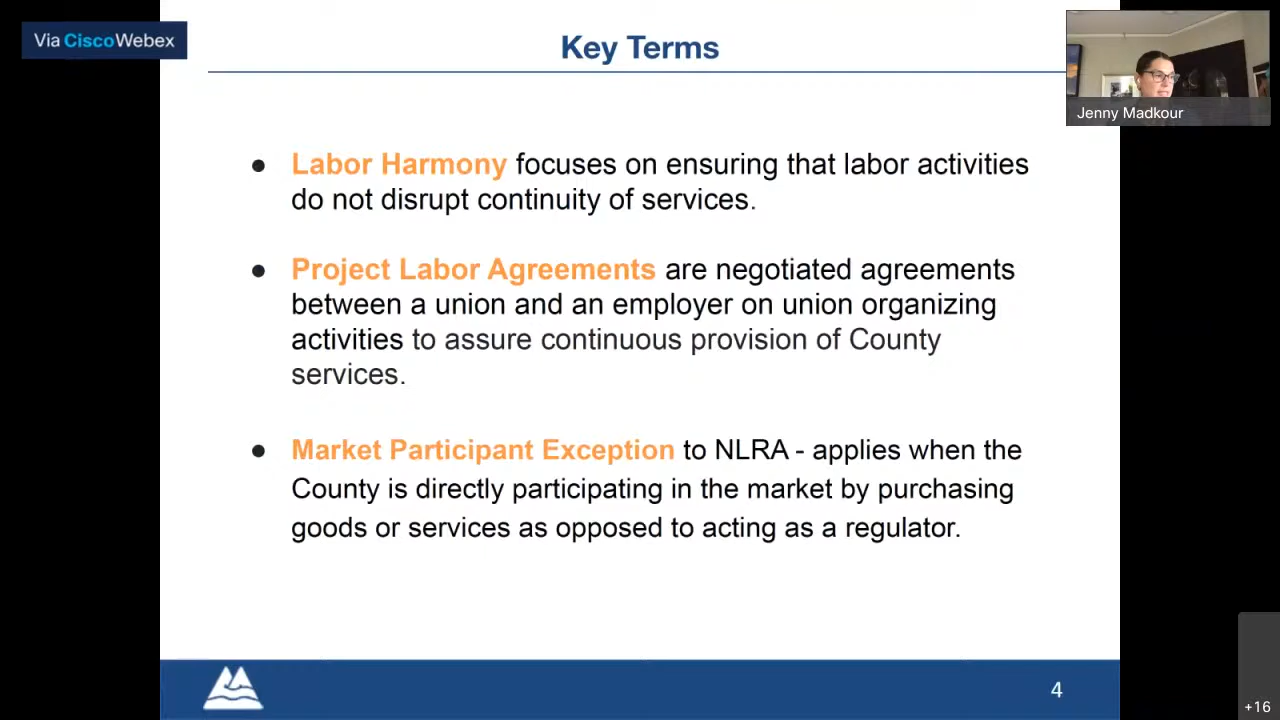 Via CiscoWebex
Key Terms
Jenny Madkour
● Labor Harmony focuses on ensuring that labor activities
do not disrupt continuity of services.
● Project Labor Agreements are negotiated agreements
between a union and an employer on union organizing
activities to assure continuous provision of County
services.
● Market Participant Exception to NLRA - applies when the
County is directly participating in the market by purchasing
goods or services as opposed to acting as a regulator.
4
+16